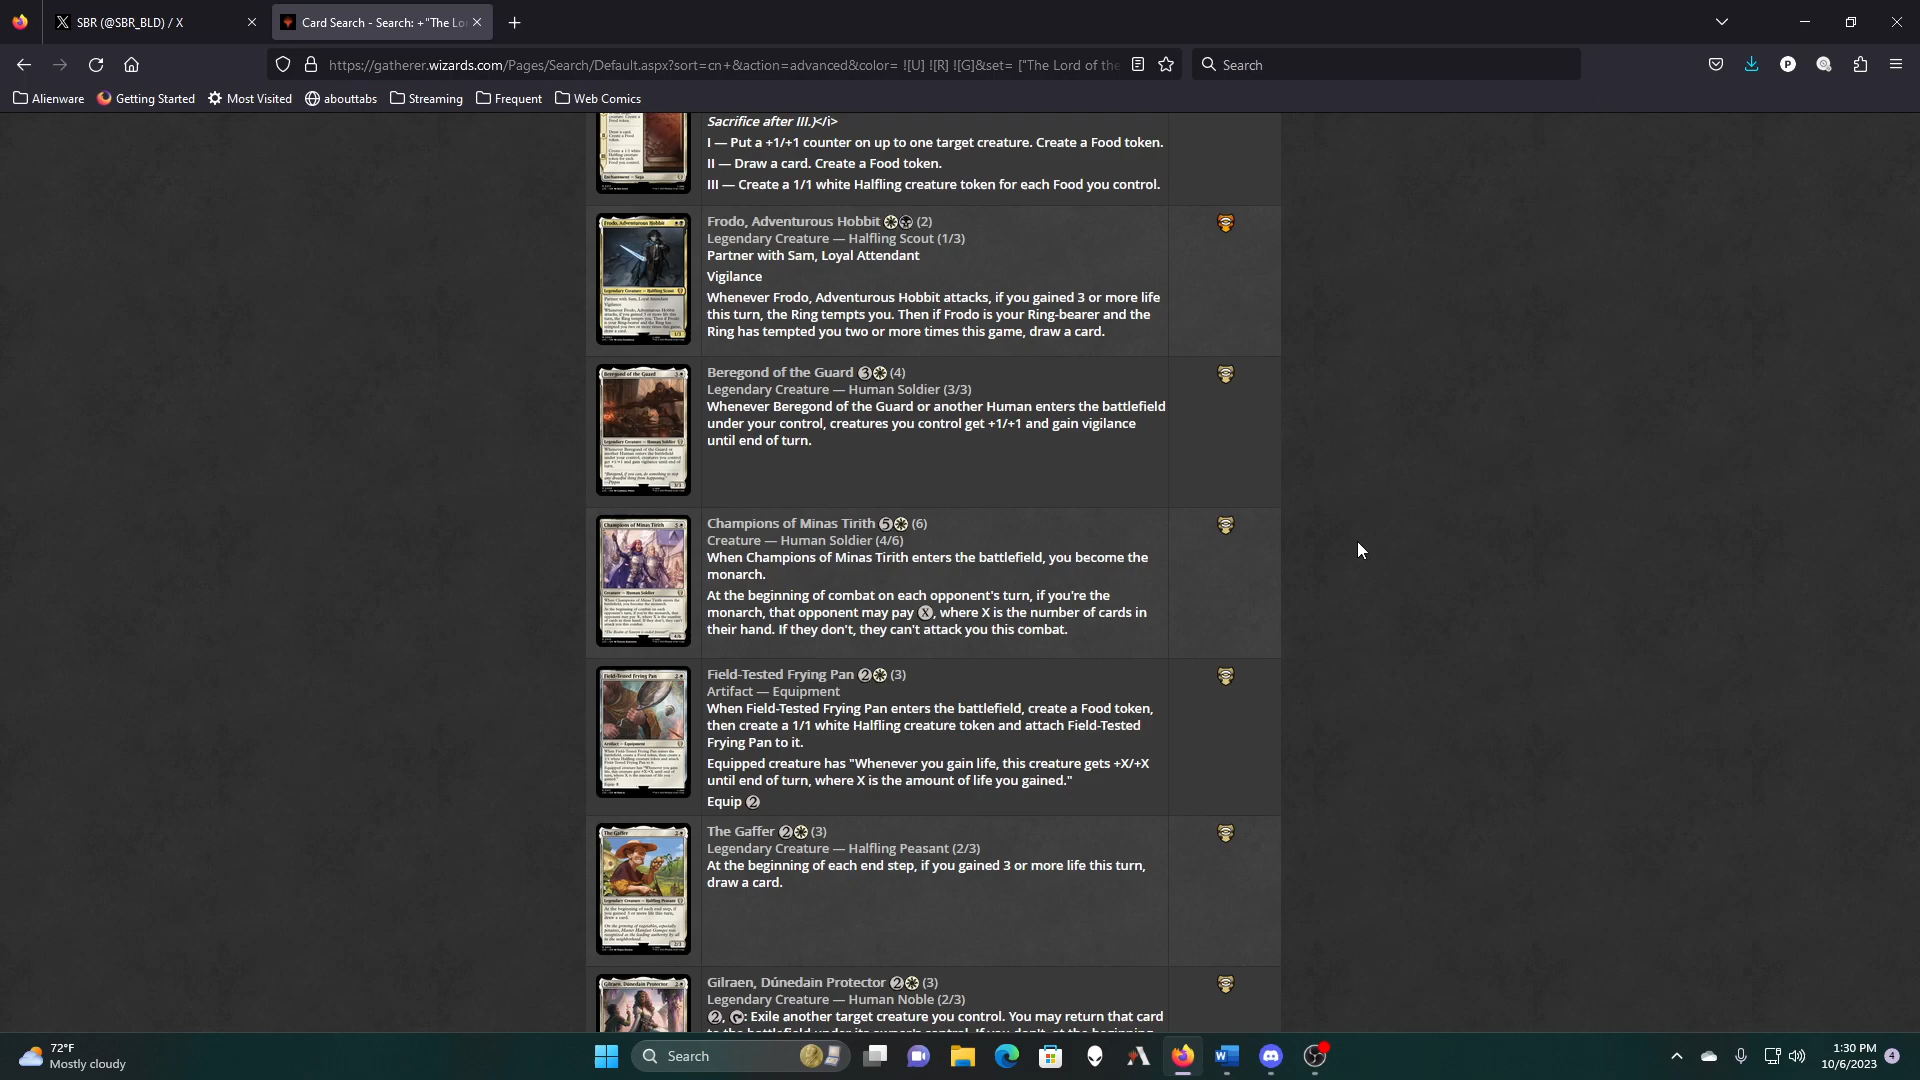 SBR (@SBR_BLD) / X
Card Search - Search: +"The Lo
https://gatherer.wizards.com/Pages/Search/Default.aspx?sort=cn+&action=advanced&color= ![U] ![R] ![G]&set= ["The Lord of the
Search
Alienware
Getting Started
Most Visited
abouttabs
Streaming
Frequent
Web Comics
Sacrifice after III.)</i>
I — Put a +1/+1 counter on up to one target creature. Create a Food token.
II — Draw a card. Create a Food token.
III — Create a 1/1 white Halfling creature token for each Food you control.
Frodo, Adventurous Hobbit (2)
Legendary Creature — Halfling Scout (1/3)
Partner with Sam, Loyal Attendant
Vigilance
Whenever Frodo, Adventurous Hobbit attacks, if you gained 3 or more life
this turn, the Ring tempts you. Then if Frodo is your Ring-bearer and the
Ring has tempted you two or more times this game, draw a card.
Beregond of the Guard 3 (4)
Legendary Creature — Human Soldier (3/3)
Whenever Beregond of the Guard or another Human enters the battlefield
under your control, creatures you control get +1/+1 and gain vigilance
until end of turn.
Champions of Minas Tirith 5 (6)
Creature — Human Soldier (4/6)
When Champions of Minas Tirith enters the battlefield, you become the
monarch.
At the beginning of combat on each opponent's turn, if you're the
monarch, that opponent may pay X, where X is the number of cards in
their hand. If they don't, they can't attack you this combat.
Field-Tested Frying Pan 2 (3)
Artifact — Equipment
When Field-Tested Frying Pan enters the battlefield, create a Food token,
then create a 1/1 white Halfling creature token and attach Field-Tested
Frying Pan to it.
Equipped creature has "Whenever you gain life, this creature gets +X/+X
until end of turn, where X is the amount of life you gained."
Equip 2
The Gaffer 2 (3)
Legendary Creature — Halfling Peasant (2/3)
At the beginning of each end step, if you gained 3 or more life this turn,
draw a card.
Gilraen, Dúnedain Protector 2 (3)
Legendary Creature — Human Noble (2/3)
2, : Exile another target creature you control. You may return that card
72°F
Mostly cloudy
Search
1:30 PM
10/6/2023
4